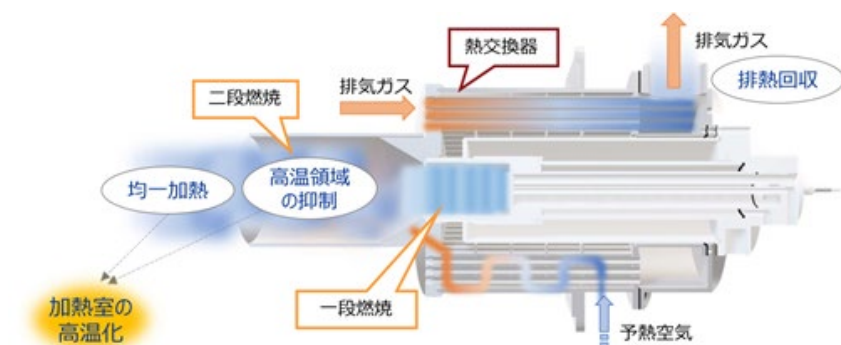 熱交換器
排気ガス
排気ガス
排熱回収
二段燃焼
均一加熱
高温領域
の抑制
一段燃焼
加熱室の
高温化
予熱空気